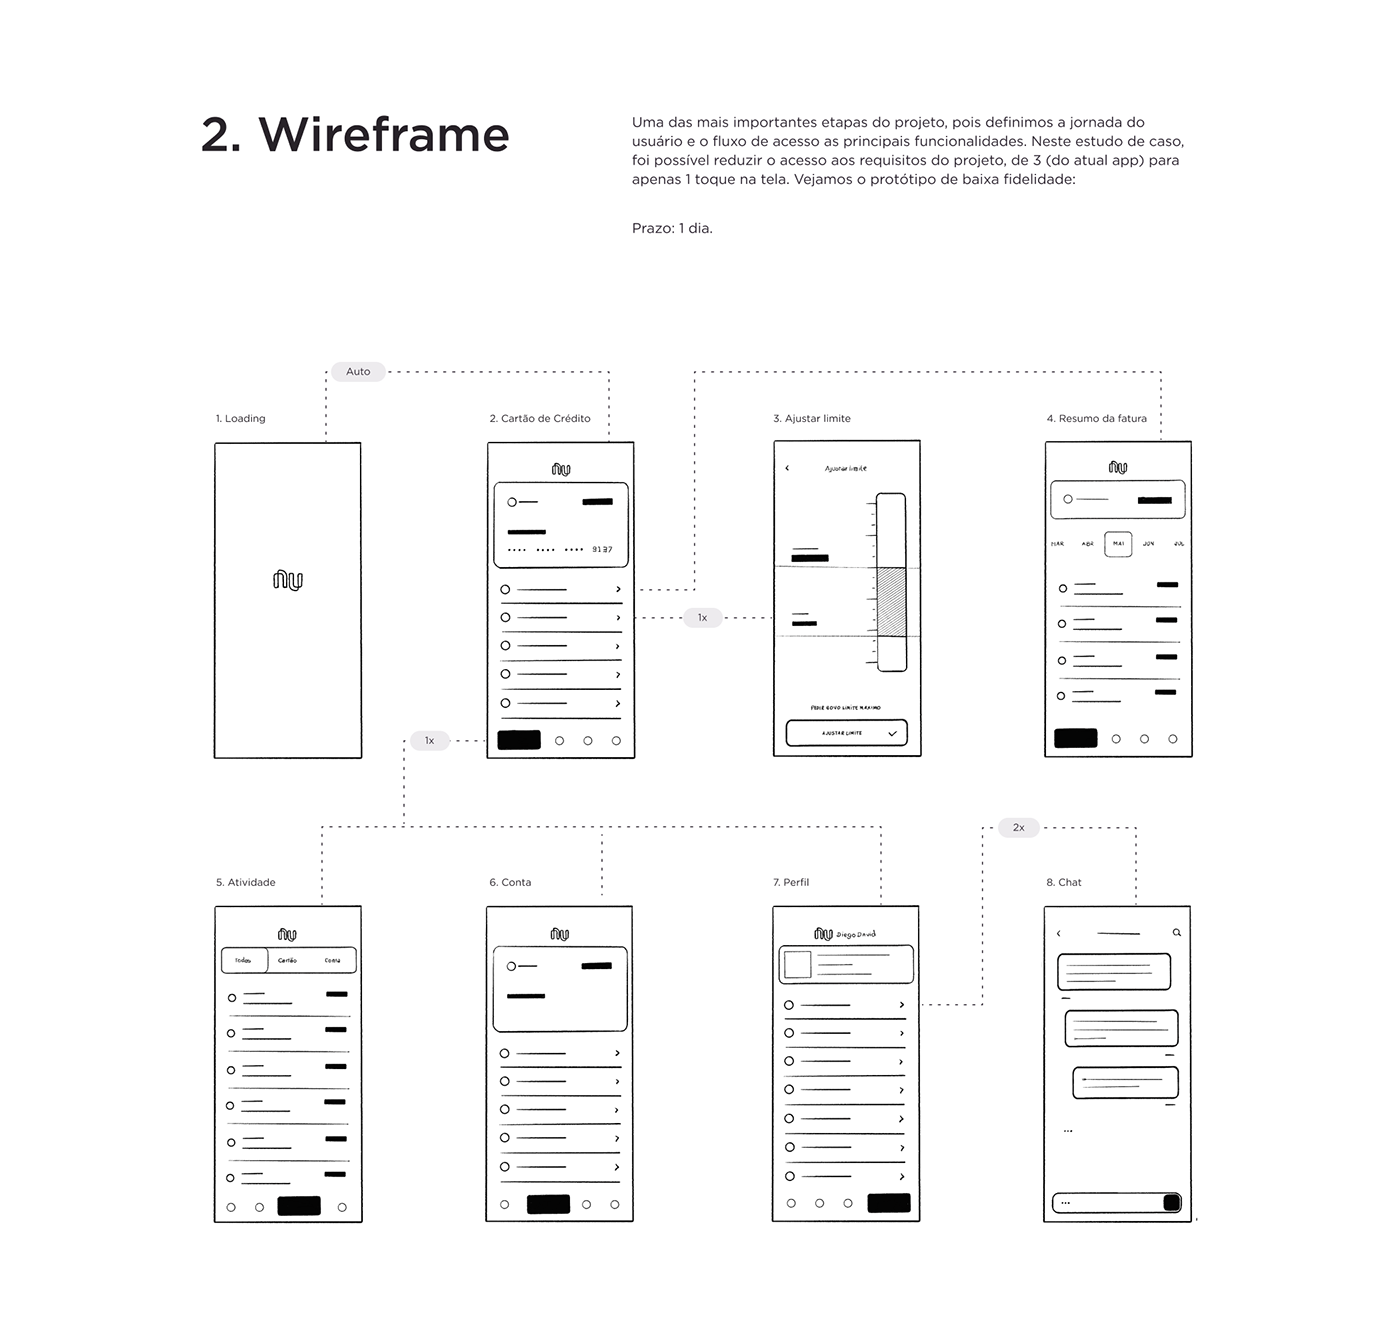 2. Wireframe
Uma das mais importantes etapas do projeto, pois definimos a jornada do
usuário e o fluxo de acesso as principais funcionalidades. Neste estudo de caso,
foi possível reduzir o acesso aos requisitos do projeto, de 3 (do atual app) para
apenas 1 toque na tela. Vejamos o protótipo de baixa fidelidade:
Prazo: 1 dia.
Auto
1. Loading
2. Cartão de Crédito
3. Ajustar limite
4. Resumo da fatura
nu
nu
9137
Ajustar limite
PEDIR NOVO LIMITE MÁXIMO
AJUSTAR LIMITE
nu
MAR ABR MAI JUN JUL
1x
1x
2x
5. Atividade
6. Conta
7. Perfil
8. Chat
nu
Todas Cartão Conta
nu
nu Diego David